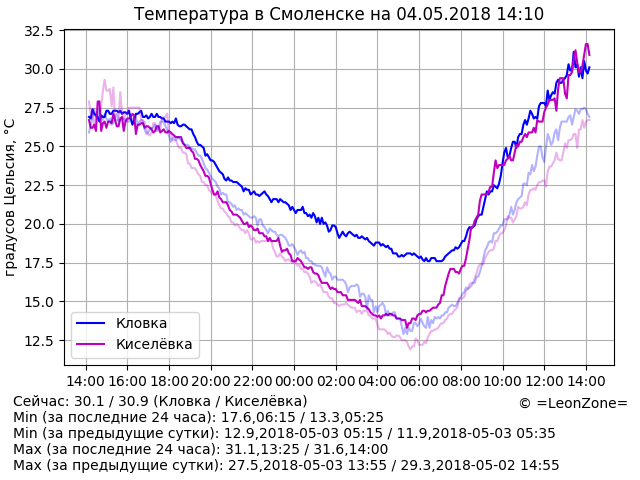 Температура в Смоленске на 04.05.2018 14:10
32.5
30.0
27.5
25.0
22.5
20.0
17.5
15.0
12.5
градусов Цельсия, °C
Кловка
Киселёвка
14:00 16:00 18:00 20:00 22:00 00:00 02:00 04:00 06:00 08:00 10:00 12:00 14:00
Сейчас: 30.1 / 30.9 (Кловка / Киселёвка)
© =LeonZone=
Min (за последние 24 часа): 17.6,06:15 / 13.3,05:25
Min (за предыдущие сутки): 12.9,2018-05-03 05:15 / 11.9,2018-05-03 05:35
Max (за последние 24 часа): 31.1,13:25 / 31.6,14:00
Max (за предыдущие сутки): 27.5,2018-05-03 13:55 / 29.3,2018-05-02 14:55